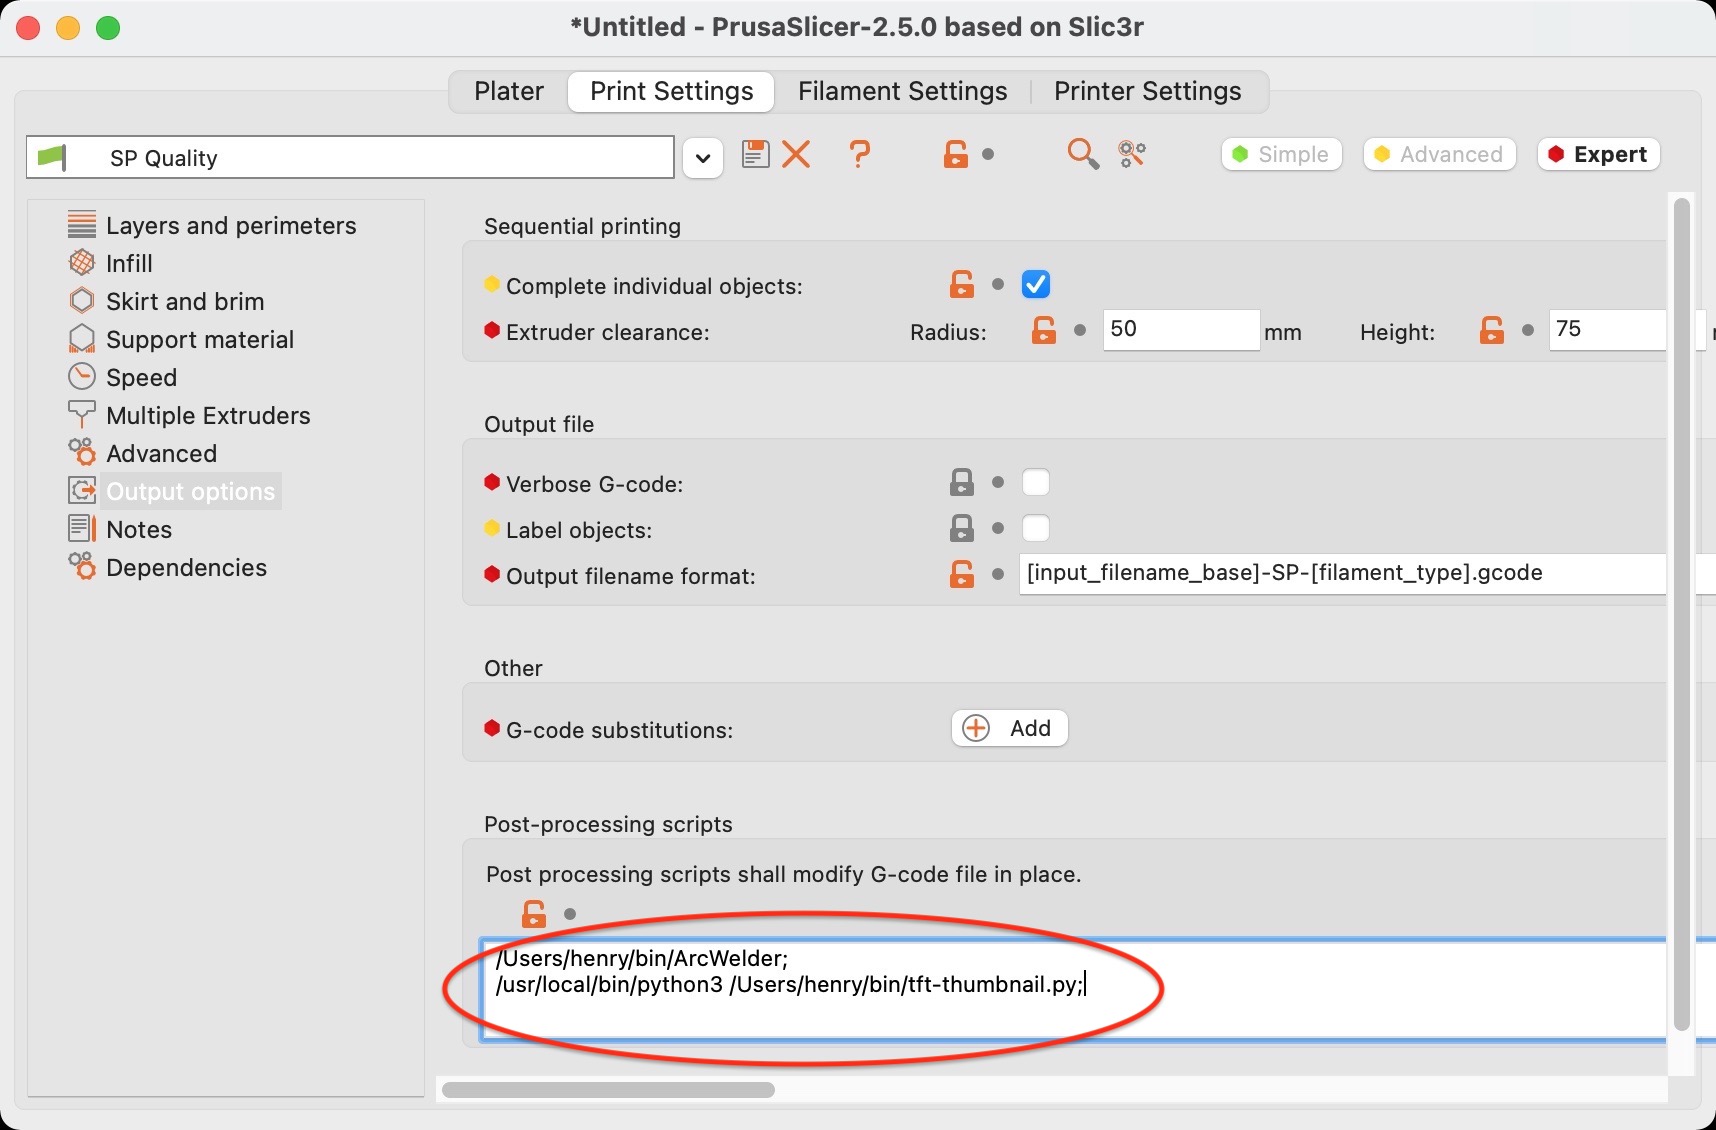 *Untitled - PrusaSlicer-2.5.0 based on Slic3r
Plater Print Settings Filament Settings Printer Settings
SP Quality ? Simple Advanced Expert
Layers and perimeters
Infill
Skirt and brim
Support material
Speed
Multiple Extruders
Advanced
Output options
Notes
Dependencies
Sequential printing
Complete individual objects:
Extruder clearance: Radius: 50 mm Height: 75
Output file
Verbose G-code:
Label objects:
Output filename format: [input_filename_base]-SP-[filament_type].gcode
Other
G-code substitutions: Add
Post-processing scripts
Post processing scripts shall modify G-code file in place.
/Users/henry/bin/ArcWelder;
/usr/local/bin/python3 /Users/henry/bin/tft-thumbnail.py;